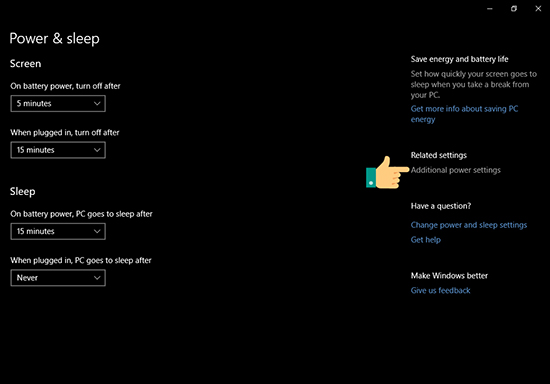 Power & sleep
Screen
On battery power, turn off after
5 minutes
When plugged in, turn off after
15 minutes
Sleep
On battery power, PC goes to sleep after
15 minutes
When plugged in, PC goes to sleep after
Never
Save energy and battery life
Set how quickly your screen goes to
sleep when you take a break from
your PC.
Get more info about saving PC
energy
Related settings
Additional power settings
Have a question?
Change power and sleep settings
Get help
Make Windows better
Give us feedback